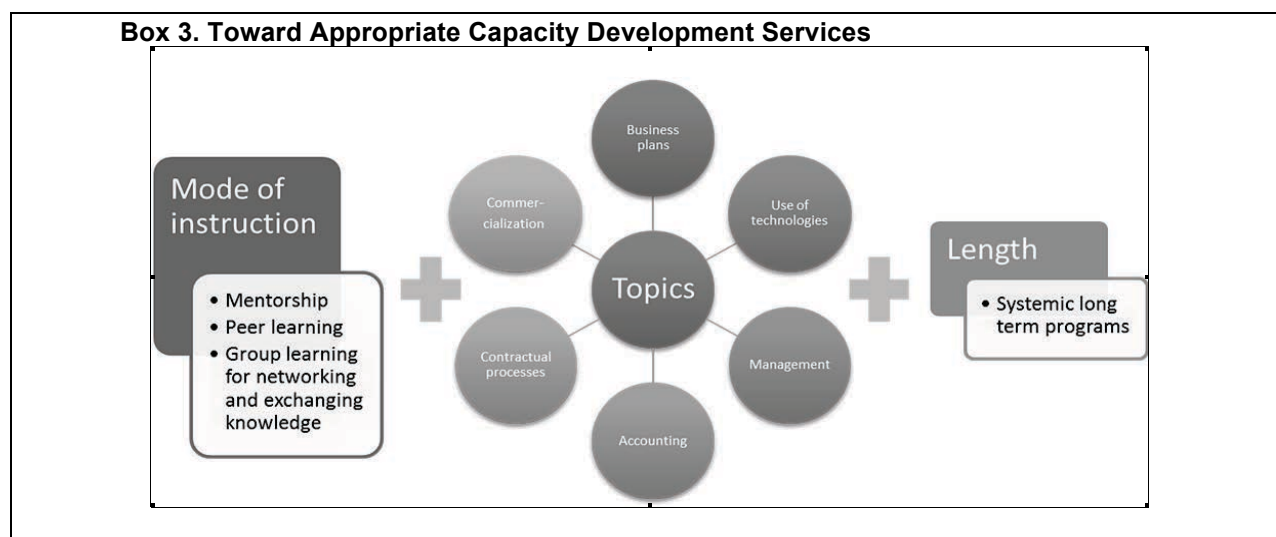 Box 3. Toward Appropriate Capacity Development Services
Mode of
instruction
• Mentorship
• Peer learning
• Group learning
for networking
and exchanging
knowledge
Topics
Business
plans
Use of
technologies
Management
Accounting
Contractual
processes
Commer-
cialization
Length
• Systemic long
term programs